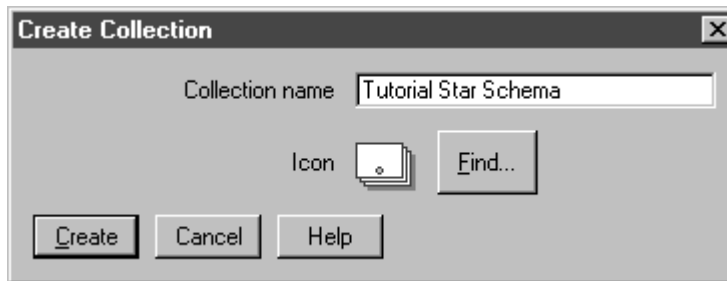 Create Collection
Collection name Tutorial Star Schema
Icon Find...
Create Cancel Help